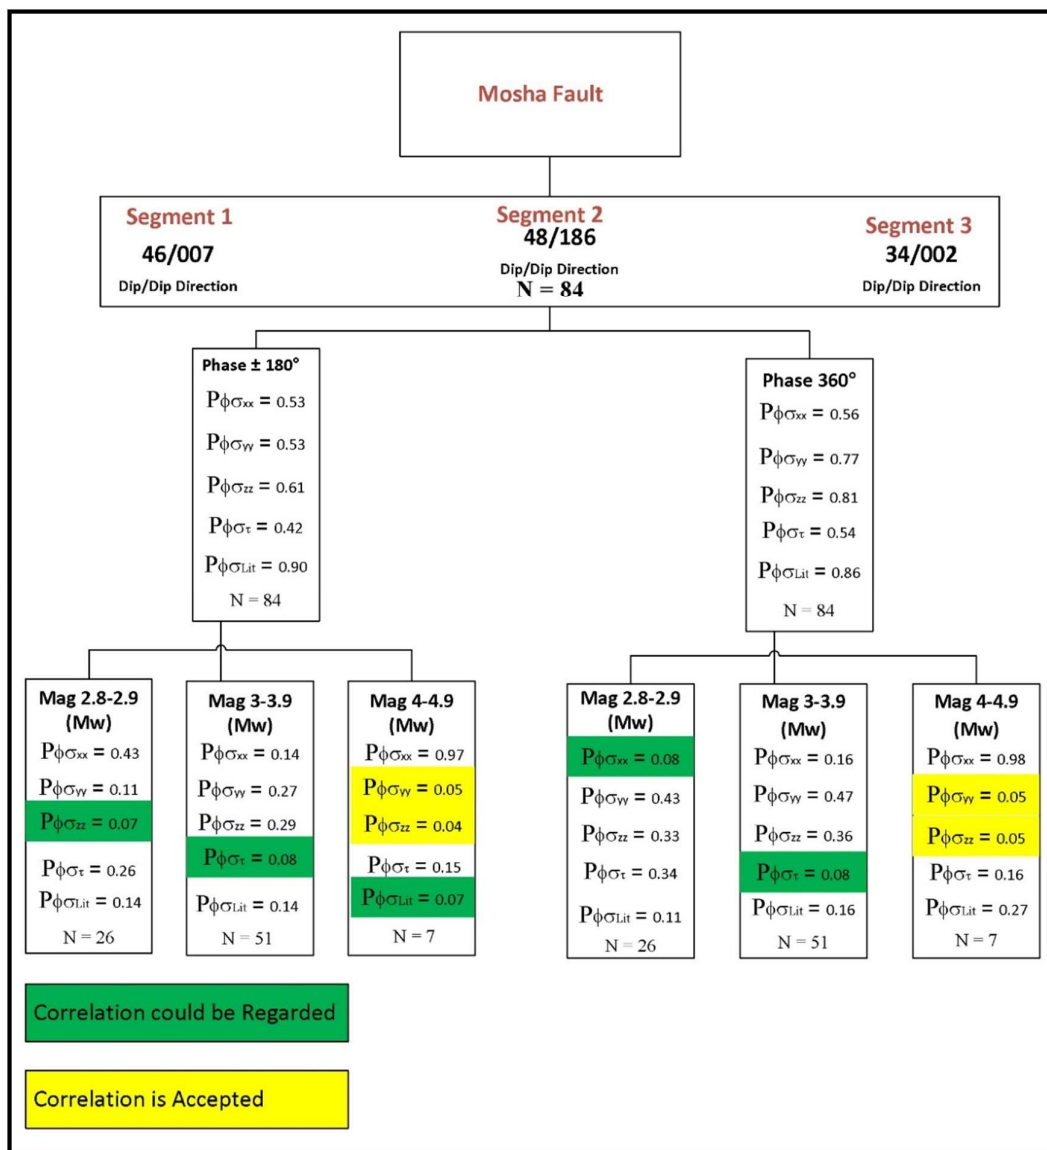 Mosha Fault
Segment 1
46/007
Dip/Dip Direction
Segment 2
48/186
Dip/Dip Direction
N = 84
Segment 3
34/002
Dip/Dip Direction
Phase ± 180°
Pϕσxx = 0.53
Pϕσyy = 0.53
Pϕσzz = 0.61
Pϕστ = 0.42
PϕσLit = 0.90
N = 84
Phase 360°
Pϕσxx = 0.56
Pϕσyy = 0.77
Pϕσzz = 0.81
Pϕστ = 0.54
PϕσLit = 0.86
N = 84
Mag 2.8-2.9
(Mw)
Pϕσxx = 0.43
Pϕσyy = 0.11
Pϕσzz = 0.07
Pϕστ = 0.26
PϕσLit = 0.14
N = 26
Mag 3-3.9
(Mw)
Pϕσxx = 0.14
Pϕσyy = 0.27
Pϕσzz = 0.29
Pϕστ = 0.08
PϕσLit = 0.14
N = 51
Mag 4-4.9
(Mw)
Pϕσxx = 0.97
Pϕσyy = 0.05
Pϕσzz = 0.04
Pϕστ = 0.15
PϕσLit = 0.07
N = 7
Mag 2.8-2.9
(Mw)
Pϕσxx = 0.08
Pϕσyy = 0.43
Pϕσzz = 0.33
Pϕστ = 0.34
PϕσLit = 0.11
N = 26
Mag 3-3.9
(Mw)
Pϕσxx = 0.16
Pϕσyy = 0.47
Pϕσzz = 0.36
Pϕστ = 0.08
PϕσLit = 0.16
N = 51
Mag 4-4.9
(Mw)
Pϕσxx = 0.98
Pϕσyy = 0.05
Pϕσzz = 0.05
Pϕστ = 0.16
PϕσLit = 0.27
N = 7
Correlation could be Regarded
Correlation is Accepted